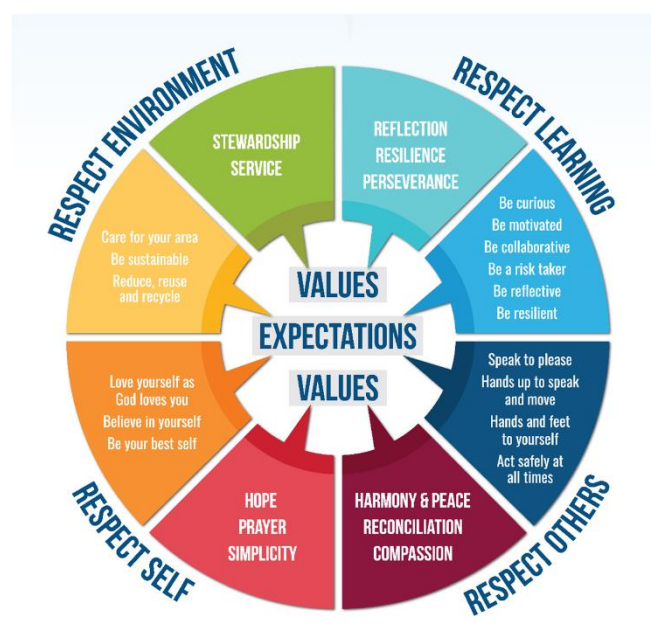 RESPECT ENVIRONMENT
RESPECT LEARNING
STEWARDSHIP
SERVICE
REFLECTION
RESILIENCE
PERSEVERANCE
Care for your area
Be sustainable
Reduce, reuse
and recycle
Be curious
Be motivated
Be collaborative
Be a risk taker
Be reflective
Be resilient
VALUES
EXPECTATIONS
VALUES
Love yourself as
God loves you
Believe in yourself
Be your best self
Speak to please
Hands up to speak
and move
Hands and feet
to yourself
Act safely at
all times
HOPE
PRAYER
SIMPLICITY
HARMONY & PEACE
RECONCILIATION
COMPASSION
RESPECT SELF
RESPECT OTHERS